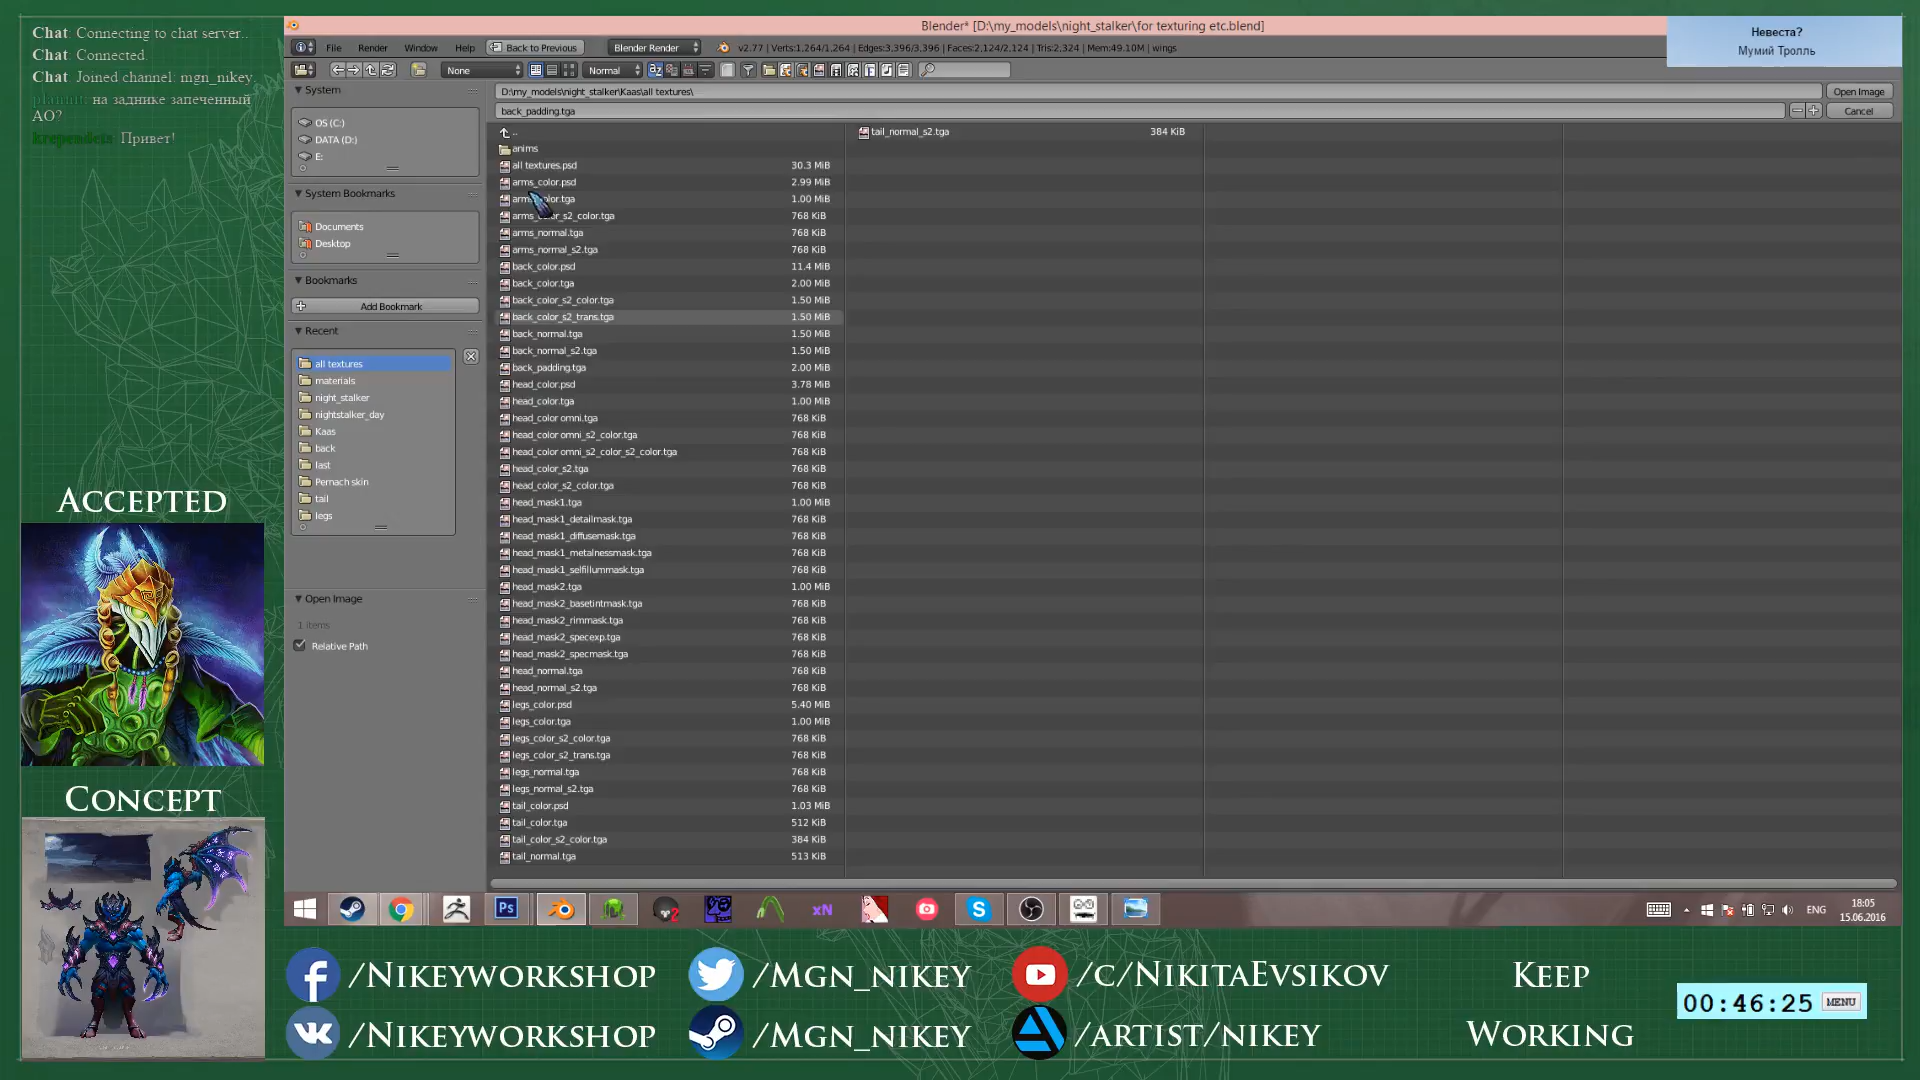 Chat: Connecting to chat server..
Chat: Connected.
Chat: Joined channel: mgn_nikey.
на заднике запеченный
АО?
krependels: Привет!
ACCEPTED
CONCEPT
Blender* [D:\my_models\night_stalker\for texturing etc.blend]
File Render Window Help Back to Previous Blender Render v2.77 | Verts:1,264/1,264 | Edges:3,396/3,396 | Faces:2,124/2,124 | Tris:2,324 | Mem:49.10M | wings
Невеста?
Мумий Тролль
None Normal
System
OS (C:)
DATA (D:)
E:
System Bookmarks
Documents
Desktop
Bookmarks
Add Bookmark
Recent
all textures
materials
night_stalker
nightstalker_day
Kaas
back
last
Pernach skin
tail
legs
Open Image
1 items
Relative Path
D:\my_models\night_stalker\Kaas\all textures\ Open Image
back_padding.tga Cancel
..
anims
all textures.psd 30.3 MiB
arms_color.psd 2.99 MiB
arms_color.tga 1.00 MiB
arms_color_s2_color.tga 768 KiB
arms_normal.tga 768 KiB
arms_normal_s2.tga 768 KiB
back_color.psd 11.4 MiB
back_color.tga 2.00 MiB
back_color_s2_color.tga 1.50 MiB
back_color_s2_trans.tga 1.50 MiB
back_normal.tga 1.50 MiB
back_normal_s2.tga 1.50 MiB
back_padding.tga 2.00 MiB
head_color.psd 3.78 MiB
head_color.tga 1.00 MiB
head_color omni.tga 768 KiB
head_color omni_s2_color.tga 768 KiB
head_color omni_s2_color_s2_color.tga 768 KiB
head_color_s2.tga 768 KiB
head_color_s2_color.tga 768 KiB
head_mask1.tga 1.00 MiB
head_mask1_detailmask.tga 768 KiB
head_mask1_diffusemask.tga 768 KiB
head_mask1_metalnessmask.tga 768 KiB
head_mask1_selfillummask.tga 768 KiB
head_mask2.tga 1.00 MiB
head_mask2_basetintmask.tga 768 KiB
head_mask2_rimmask.tga 768 KiB
head_mask2_specexp.tga 768 KiB
head_mask2_specmask.tga 768 KiB
head_normal.tga 768 KiB
head_normal_s2.tga 768 KiB
legs_color.psd 5.40 MiB
legs_color.tga 1.00 MiB
legs_color_s2_color.tga 768 KiB
legs_color_s2_trans.tga 768 KiB
legs_normal.tga 768 KiB
legs_normal_s2.tga 768 KiB
tail_color.psd 1.03 MiB
tail_color.tga 512 KiB
tail_color_s2_color.tga 384 KiB
tail_normal.tga 513 KiB
tail_normal_s2.tga 384 KiB
Ps
2
xN
S
ENG
18:05
15.06.2016
/NIKEYWORKSHOP /MGN_NIKEY /C/NIKITAEVSIKOV KEEP
/NIKEYWORKSHOP /MGN_NIKEY /ARTIST/NIKEY WORKING
00:46:25 MENU